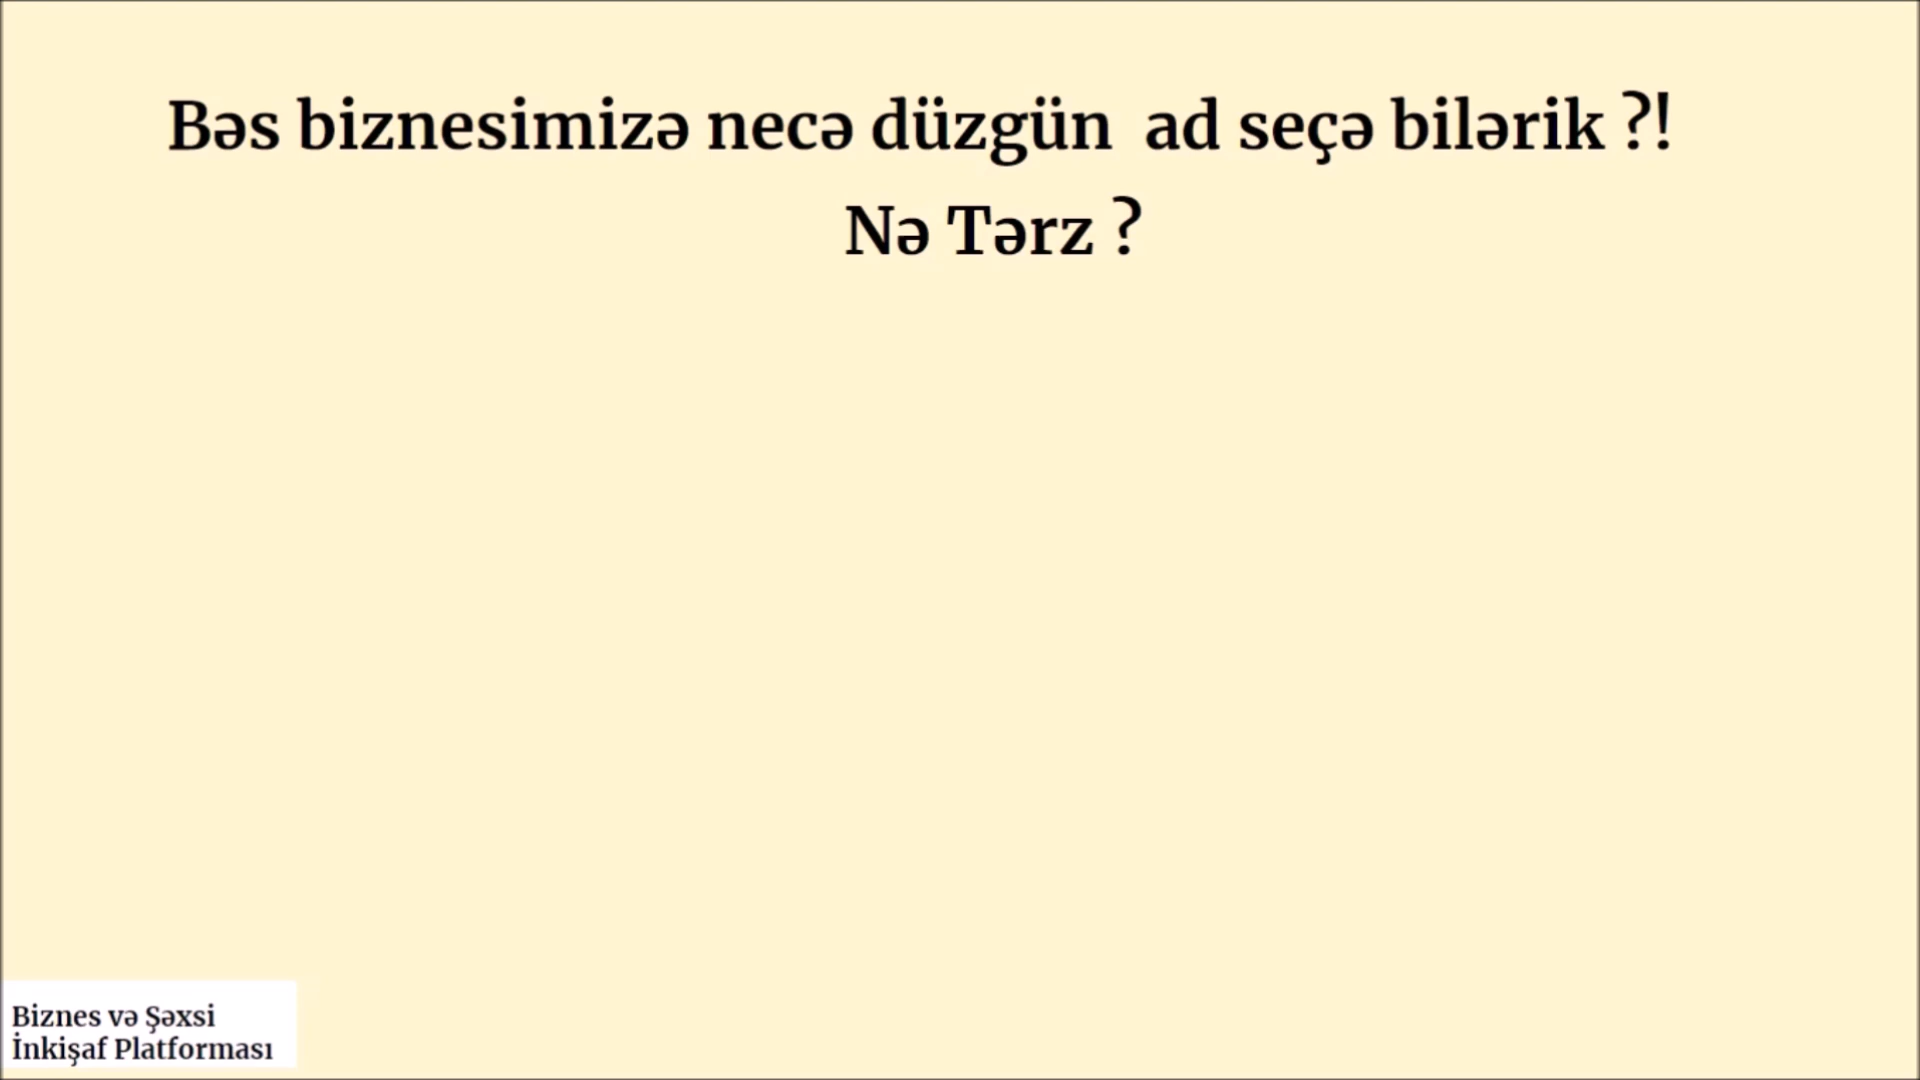 Bəs biznesimizə necə düzgün  ad seçə bilərik ?!
Nə Tərz ?
Biznes və Şəxsi
İnkişaf Platforması